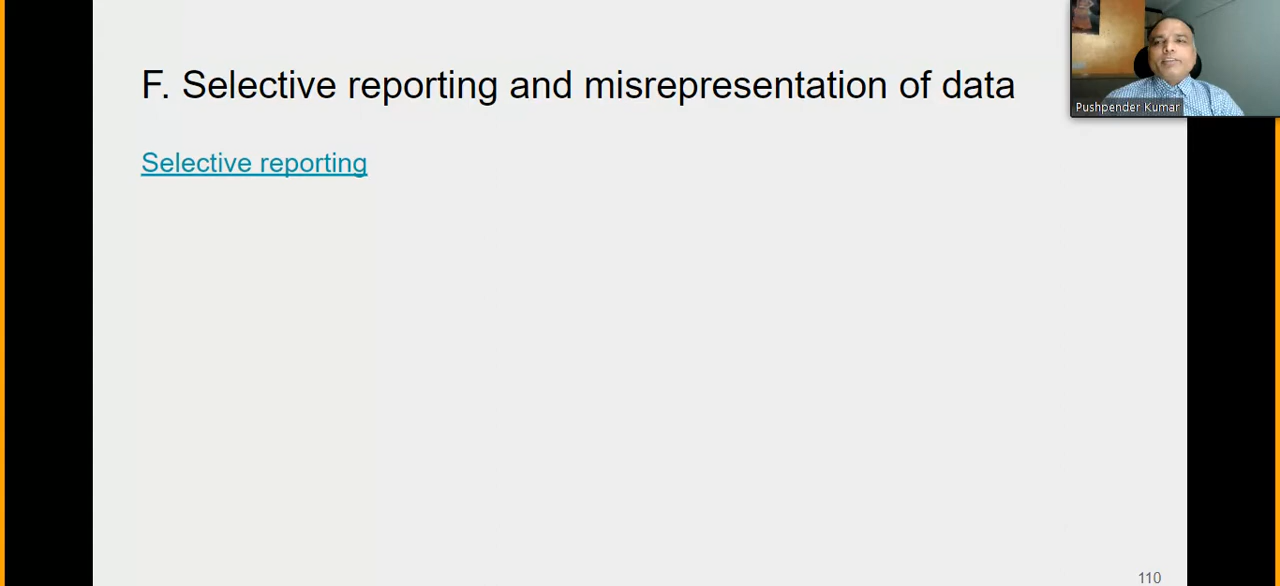 F. Selective reporting and misrepresentation of data
Pushpender Kumar
Selective reporting
110